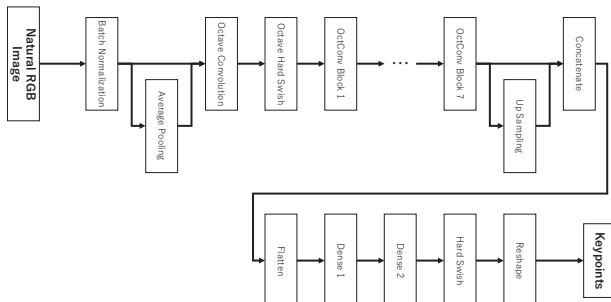 Natural RGB
Image
Batch Normalization
Average Pooling
Octave Convolution
Octave Hard Swish
OctConv Block 1
...
OctConv Block 7
Up Sampling
Concatenate
Flatten
Dense 1
Dense 2
Hard Swish
Reshape
Keypoints